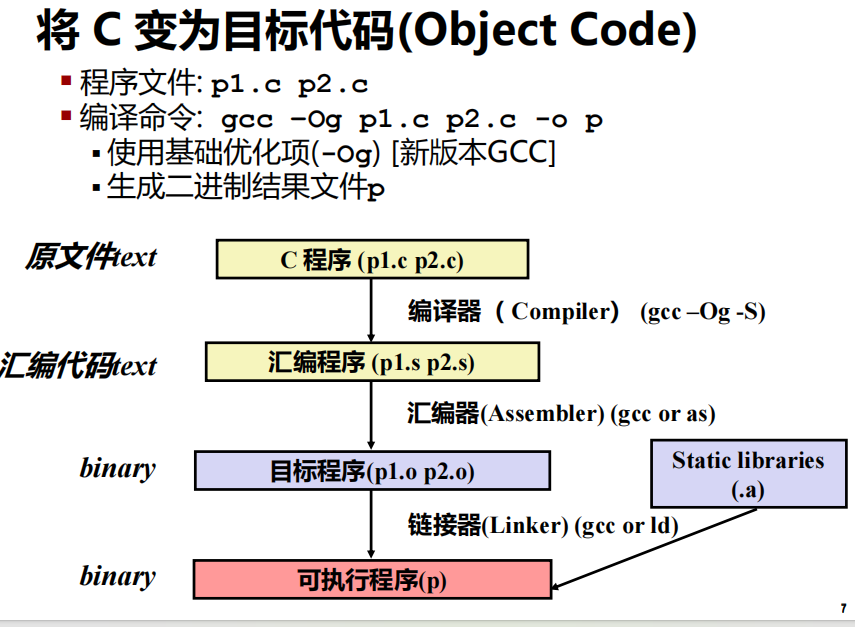 将 C 变为目标代码(Object Code)
▪ 程序文件: p1.c p2.c
▪ 编译命令: gcc –Og p1.c p2.c -o p
▪ 使用基础优化项(-Og) [新版本GCC]
▪ 生成二进制结果文件p
原文件text
C 程序 (p1.c p2.c)
编译器（ Compiler） (gcc –Og -S)
汇编代码text
汇编程序 (p1.s p2.s)
汇编器(Assembler) (gcc or as)
binary
目标程序(p1.o p2.o)
Static libraries
(.a)
链接器(Linker) (gcc or ld)
binary
可执行程序(p)
7